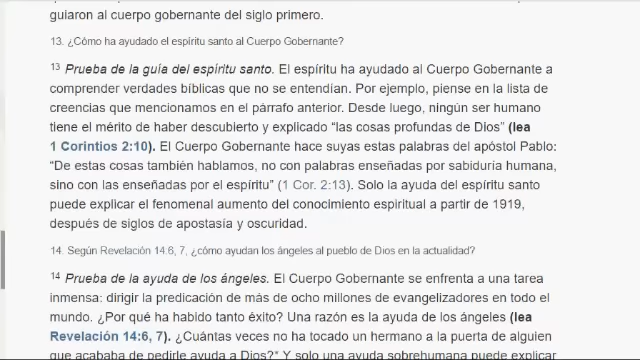 guiaron al cuerpo gobernante del siglo primero.
13. ¿Cómo ha ayudado el espíritu santo al Cuerpo Gobernante?
13 Prueba de la guía del espíritu santo. El espíritu ha ayudado al Cuerpo Gobernante a
comprender verdades bíblicas que no se entendían. Por ejemplo, piense en la lista de
creencias que mencionamos en el párrafo anterior. Desde luego, ningún ser humano
tiene el mérito de haber descubierto y explicado “las cosas profundas de Dios” (lea
1 Corintios 2:10). El Cuerpo Gobernante hace suyas estas palabras del apóstol Pablo:
“De estas cosas también hablamos, no con palabras enseñadas por sabiduría humana,
sino con las enseñadas por el espíritu” (1 Cor. 2:13). Solo la ayuda del espíritu santo
puede explicar el fenomenal aumento del conocimiento espiritual a partir de 1919,
después de siglos de apostasía y oscuridad.
14. Según Revelación 14:6, 7, ¿cómo ayudan los ángeles al pueblo de Dios en la actualidad?
14 Prueba de la ayuda de los ángeles. El Cuerpo Gobernante se enfrenta a una tarea
inmensa: dirigir la predicación de más de ocho millones de evangelizadores en todo el
mundo. ¿Por qué ha habido tanto éxito? Una razón es la ayuda de los ángeles (lea
Revelación 14:6, 7). ¿Cuántas veces no ha tocado un hermano a la puerta de alguien
que acababa de pedirle ayuda a Dios?* Y solo una ayuda sobrehumana puede explicar